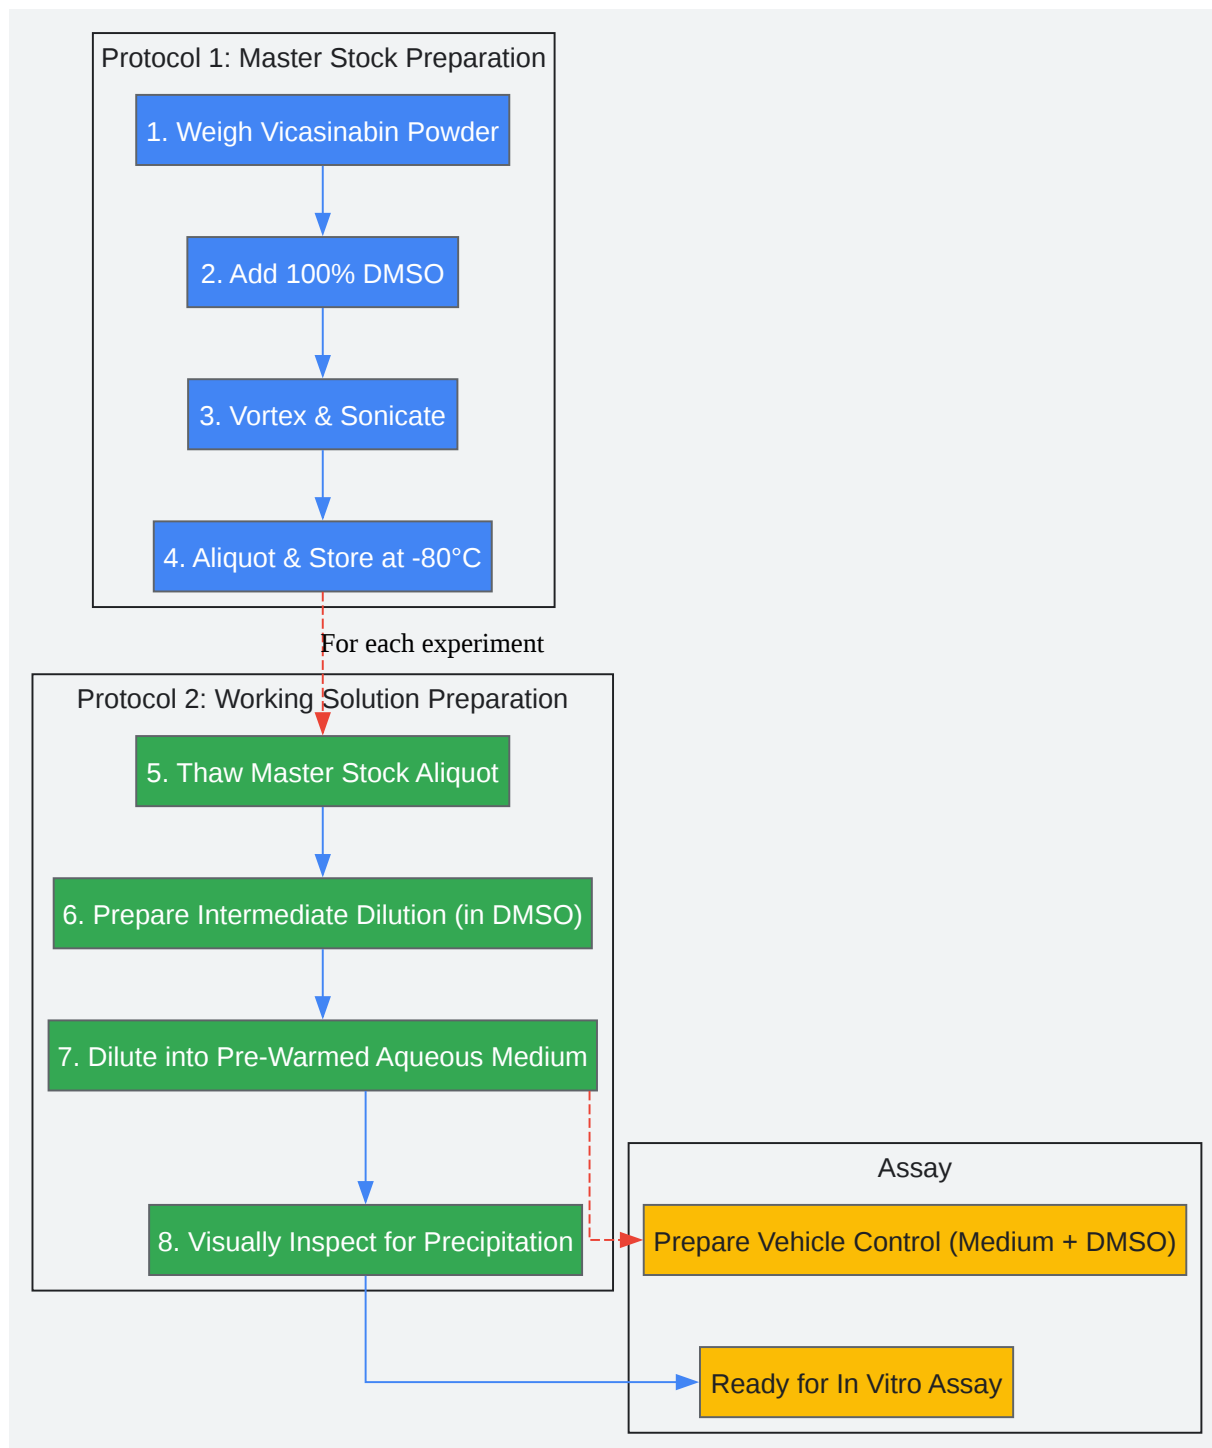 Protocol 1: Master Stock Preparation
1. Weigh Vicasinabin Powder
2. Add 100% DMSO
3. Vortex & Sonicate
4. Aliquot & Store at -80°C
For each experiment
Protocol 2: Working Solution Preparation
5. Thaw Master Stock Aliquot
6. Prepare Intermediate Dilution (in DMSO)
7. Dilute into Pre-Warmed Aqueous Medium
8. Visually Inspect for Precipitation
Assay
Prepare Vehicle Control (Medium + DMSO)
Ready for In Vitro Assay